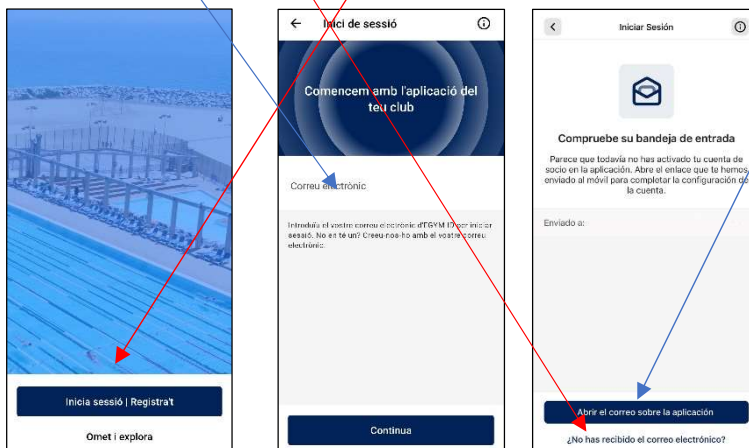 Inicia sessió | Registra't
Omet i explora
Inici de sessió
Comencem amb l'aplicació del
teu club
Correu electrònic
Introduïu el vostre correu electrònic d'EGYM ID per iniciar
sessió. No en té un? Creeu-nos-ho amb el vostre correu
electrònic.
Continua
Iniciar Sesión
Compruebe su bandeja de entrada
Parece que todavía no has activado tu cuenta de
socio en la aplicación. Abre el enlace que te hemos
enviado al móvil para completar la configuración de
la cuenta.
Enviado a:
Abrir el correo sobre la aplicación
¿No has recibido el correo electrónico?